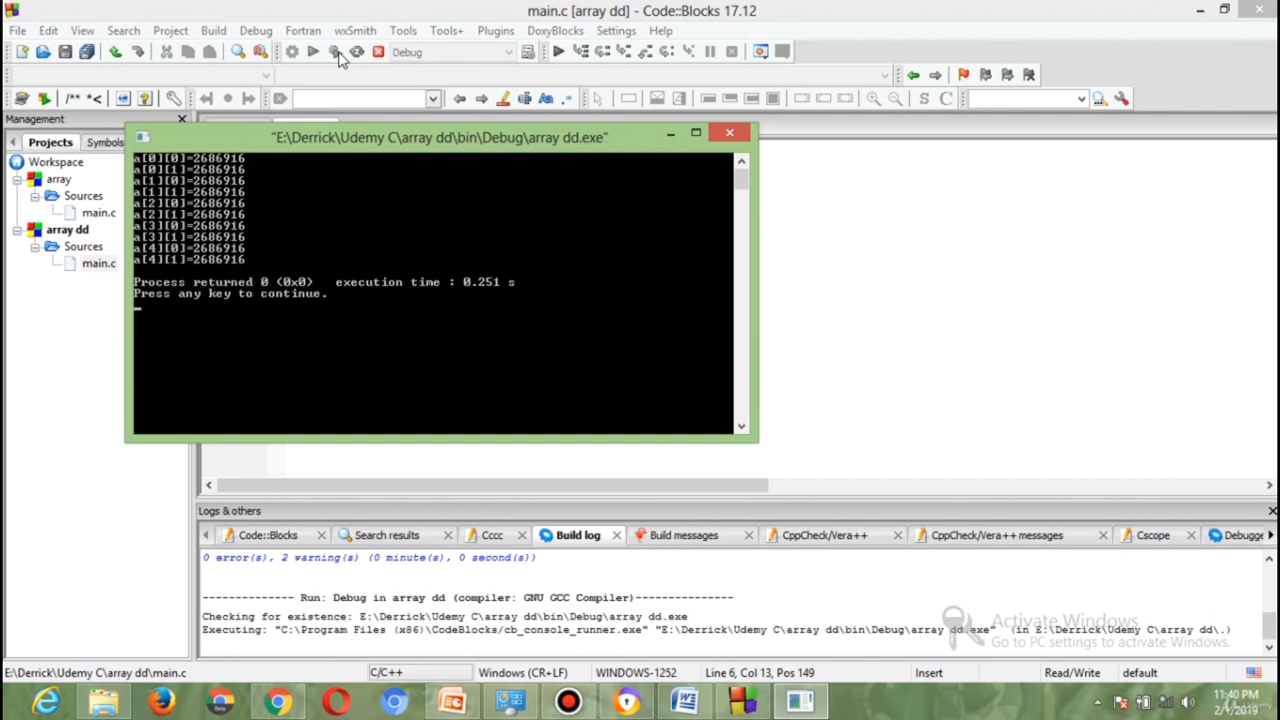 main.c [array dd] - Code::Blocks 17.12
File Edit View Search Project Build Debug Fortran wxSmith Tools Tools+ Plugins DoxyBlocks Settings Help
Debug
/** *<
Management
Projects Symbols
Workspace
array
Sources
main.c
array dd
Sources
main.c
"E:\Derrick\Udemy C\array dd\bin\Debug\array dd.exe"
a[0][0]=2686916
a[0][1]=2686916
a[1][0]=2686916
a[1][1]=2686916
a[2][0]=2686916
a[2][1]=2686916
a[3][0]=2686916
a[3][1]=2686916
a[4][0]=2686916
a[4][1]=2686916
Process returned 0 (0x0)   execution time : 0.251 s
Press any key to continue.
Logs & others
Code::Blocks Search results Cccc Build log Build messages CppCheck/Vera++ CppCheck/Vera++ messages Cscope Debugge
0 error(s), 2 warning(s) (0 minute(s), 0 second(s))
-------------- Run: Debug in array dd (compiler: GNU GCC Compiler)---------------
Checking for existence: E:\Derrick\Udemy C\array dd\bin\Debug\array dd.exe
Executing: "C:\Program Files (x86)\CodeBlocks/cb_console_runner.exe" "E:\Derrick\Udemy C\array dd\bin\Debug\array dd.exe"  (in E:\Derrick\Udemy C\array dd\.)
Activate Windows
Go to PC settings to activate Windows.
E:\Derrick\Udemy C\array dd\main.c C/C++ Windows (CR+LF) WINDOWS-1252 Line 6, Col 13, Pos 149 Insert Read/Write default
11:40 PM
2/1/2019